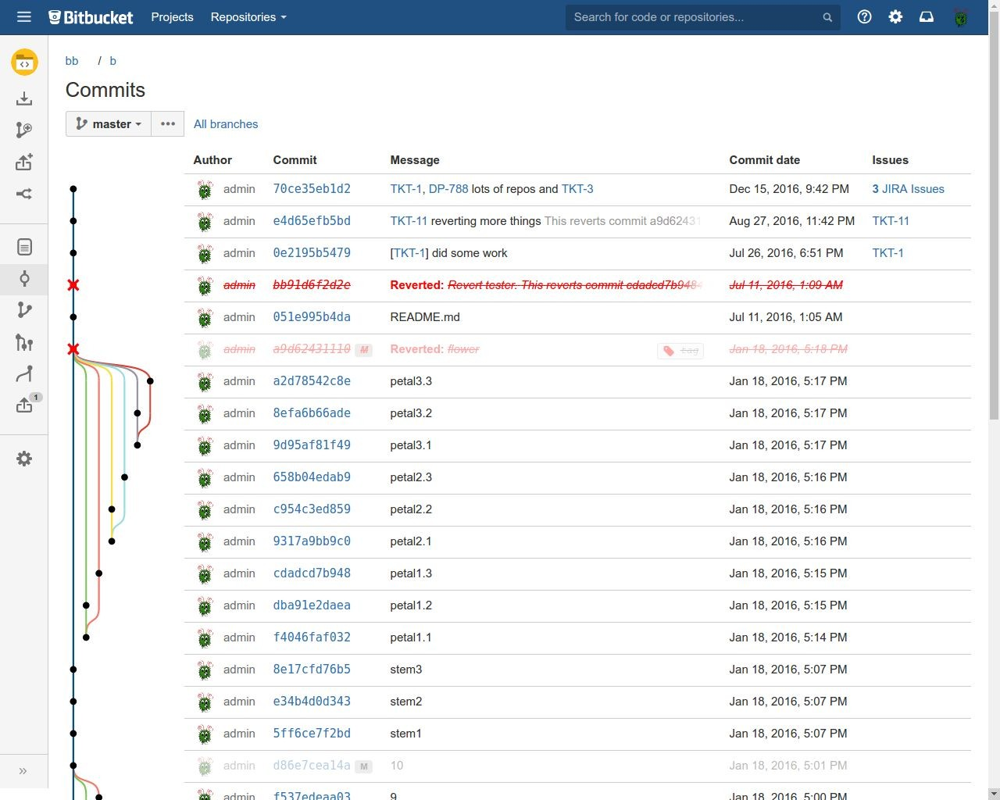 Bitbucket Projects Repositories Search for code or repositories...
bb / b
Commits
master ••• All branches
Author Commit Message Commit date Issues
admin 70ce35eb1d2 TKT-1, DP-788 lots of repos and TKT-3 Dec 15, 2016, 9:42 PM 3 JIRA Issues
admin e4d65efb5bd TKT-11 reverting more things This reverts commit a9d62431 Aug 27, 2016, 11:42 PM TKT-11
admin 0e2195b5479 [TKT-1] did some work Jul 26, 2016, 6:51 PM TKT-1
admin bb91d6f2d2e Reverted: Revert tester. This reverts commit cdadcd7b9484 Jul 11, 2016, 1:09 AM
admin 051e995b4da README.md Jul 11, 2016, 1:05 AM
admin a9d62431110 M Reverted: flower tag Jan 18, 2016, 5:18 PM
admin a2d78542c8e petal3.3 Jan 18, 2016, 5:17 PM
admin 8efa6b66ade petal3.2 Jan 18, 2016, 5:17 PM
1
admin 9d95af81f49 petal3.1 Jan 18, 2016, 5:17 PM
admin 658b04edab9 petal2.3 Jan 18, 2016, 5:16 PM
admin c954c3ed859 petal2.2 Jan 18, 2016, 5:16 PM
admin 9317a9bb9c0 petal2.1 Jan 18, 2016, 5:16 PM
admin cdadcd7b948 petal1.3 Jan 18, 2016, 5:15 PM
admin dba91e2daea petal1.2 Jan 18, 2016, 5:15 PM
admin f4046faf032 petal1.1 Jan 18, 2016, 5:14 PM
admin 8e17cfd76b5 stem3 Jan 18, 2016, 5:07 PM
admin e34b4d0d343 stem2 Jan 18, 2016, 5:07 PM
admin 5ff6ce7f2bd stem1 Jan 18, 2016, 5:07 PM
admin d86e7cea14a M 10 Jan 18, 2016, 5:01 PM
admin f537edeaa03 9 Jan 18, 2016, 5:00 PM